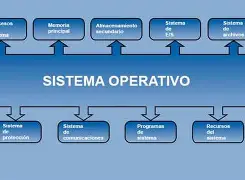 Memoria
principal
Almacenamiento
secundario
Sistema
de
E/S
Sistema
de
archivos
SISTEMA OPERATIVO
Sistema
de
protección
Sistema
de
comunicaciones
Programas
de
sistema
Recursos
del
sistema